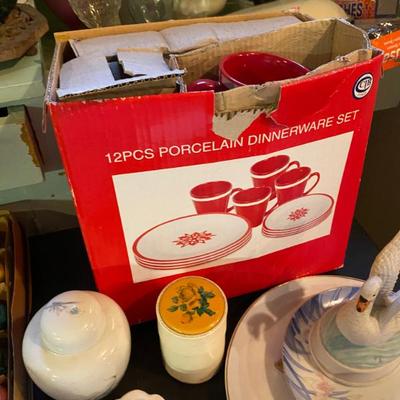 12PCS PORCELAIN DINNERWARE SET